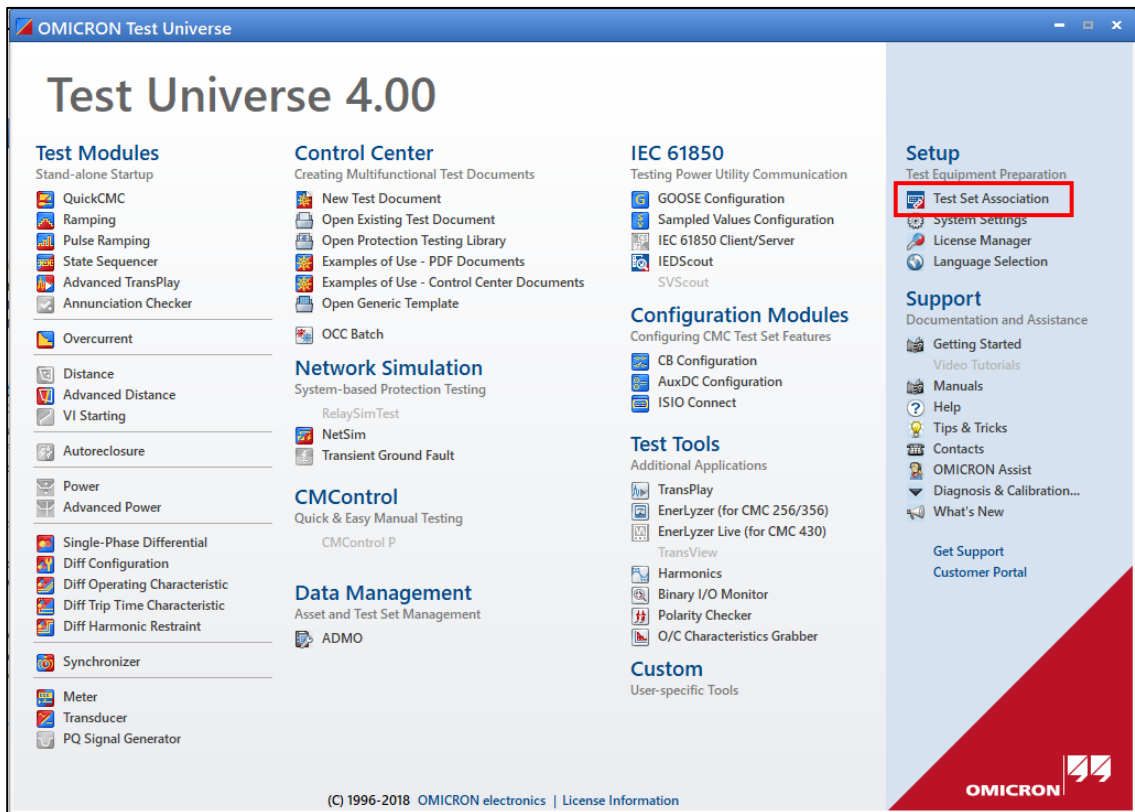 OMICRON Test Universe
Test Universe 4.00
Test Modules
Stand-alone Startup
QuickCMC
Ramping
Pulse Ramping
State Sequencer
Advanced TransPlay
Annunciation Checker
Overcurrent
Distance
Advanced Distance
VI Starting
Autoreclosure
Power
Advanced Power
Single-Phase Differential
Diff Configuration
Diff Operating Characteristic
Diff Trip Time Characteristic
Diff Harmonic Restraint
Synchronizer
Meter
Transducer
PQ Signal Generator
Control Center
Creating Multifunctional Test Documents
New Test Document
Open Existing Test Document
Open Protection Testing Library
Examples of Use - PDF Documents
Examples of Use - Control Center Documents
Open Generic Template
OCC Batch
Network Simulation
System-based Protection Testing
RelaySimTest
NetSim
Transient Ground Fault
CMControl
Quick & Easy Manual Testing
CMControl P
Data Management
Asset and Test Set Management
ADMO
IEC 61850
Testing Power Utility Communication
GOOSE Configuration
Sampled Values Configuration
IEC 61850 Client/Server
IEDScout
SVScout
Configuration Modules
Configuring CMC Test Set Features
CB Configuration
AuxDC Configuration
ISIO Connect
Test Tools
Additional Applications
TransPlay
EnerLyzer (for CMC 256/356)
EnerLyzer Live (for CMC 430)
TransView
Harmonics
Binary I/O Monitor
Polarity Checker
O/C Characteristics Grabber
Custom
User-specific Tools
Setup
Test Equipment Preparation
Test Set Association
System Settings
License Manager
Language Selection
Support
Documentation and Assistance
Getting Started
Video Tutorials
Manuals
Help
Tips & Tricks
Contacts
OMICRON Assist
Diagnosis & Calibration...
What's New
Get Support
Customer Portal
OMICRON
(C) 1996-2018 OMICRON electronics | License Information